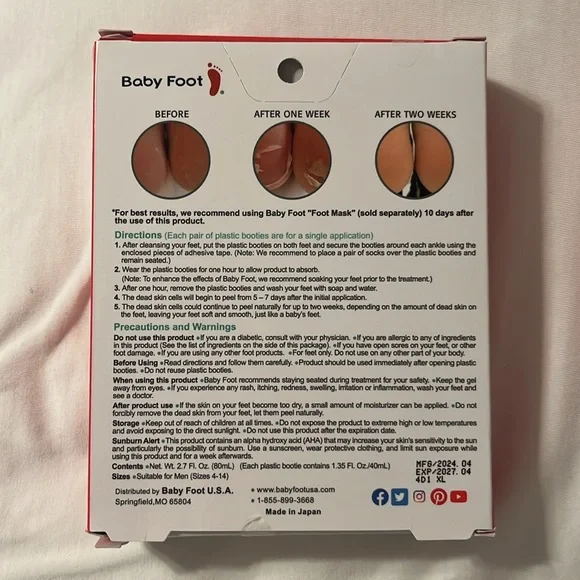 Baby Foot
BEFORE
AFTER ONE WEEK
AFTER TWO WEEKS
*For best results, we recommend using Baby Foot "Foot Mask" (sold separately) 10 days after
the use of this product.
Directions (Each pair of plastic booties are for a single application)
1. After cleansing your feet, put the plastic booties on both feet and secure the booties around each ankle using the
enclosed pieces of adhesive tape. (Note: We recommend to place a pair of socks over the plastic booties and
remain seated.)
2. Wear the plastic booties for one hour to allow product to absorb.
(Note: To enhance the effects of Baby Foot, we recommend soaking your feet prior to the treatment.)
3. After one hour, remove the plastic booties and wash your feet with soap and water.
4. The dead skin cells will begin to peel from 5 – 7 days after the initial application.
5. The dead skin cells could continue to peel naturally for up to two weeks, depending on the amount of dead skin on
the feet, leaving your feet soft and smooth, just like a baby's feet.
Precautions and Warnings
Do not use this product ●If you are a diabetic, consult with your physician. ●If you are allergic to any of ingredients
in this product (See the list of ingredients on the side of this package). ●If you have open sores on your feet, or other
foot damage. ●If you are using any other foot products. ●For feet only. Do not use on any other part of your body.
Before Using ●Read directions and follow them carefully. ●Product should be used immediately after opening plastic
booties. ●Do not reuse plastic booties.
When using this product ●Baby Foot recommends staying seated during treatment for your safety. ●Keep the gel
away from eyes. ●If you experience any rash, itching, redness, swelling, irritation or inflammation, wash your feet and
see a doctor.
After product use ●If the skin on your feet become too dry, a small amount of moisturizer can be applied. ●Do not
forcibly remove the dead skin from your feet, let them peel naturally.
Storage ●Keep out of reach of children at all times. ●Do not expose the product to extreme high or low temperatures
and avoid exposing to the direct sunlight. ●Do not use this product after the expiration date.
Sunburn Alert ●This product contains an alpha hydroxy acid (AHA) that may increase your skin's sensitivity to the sun
and particularly the possibility of sunburn. Use a sunscreen, wear protective clothing, and limit sun exposure while
using this product and for a week afterwards.
Contents ●Net. Wt. 2.7 Fl. Oz. (80mL) (Each plastic bootie contains 1.35 Fl. Oz./40mL)
Sizes ●Suitable for Men (Sizes 4-14)
MFG/2024. 04
EXP/2027. 04
4D1 XL
Distributed by Baby Foot U.S.A.
Springfield,MO 65804
● www.babyfootusa.com
● 1-855-899-3668
Made in Japan